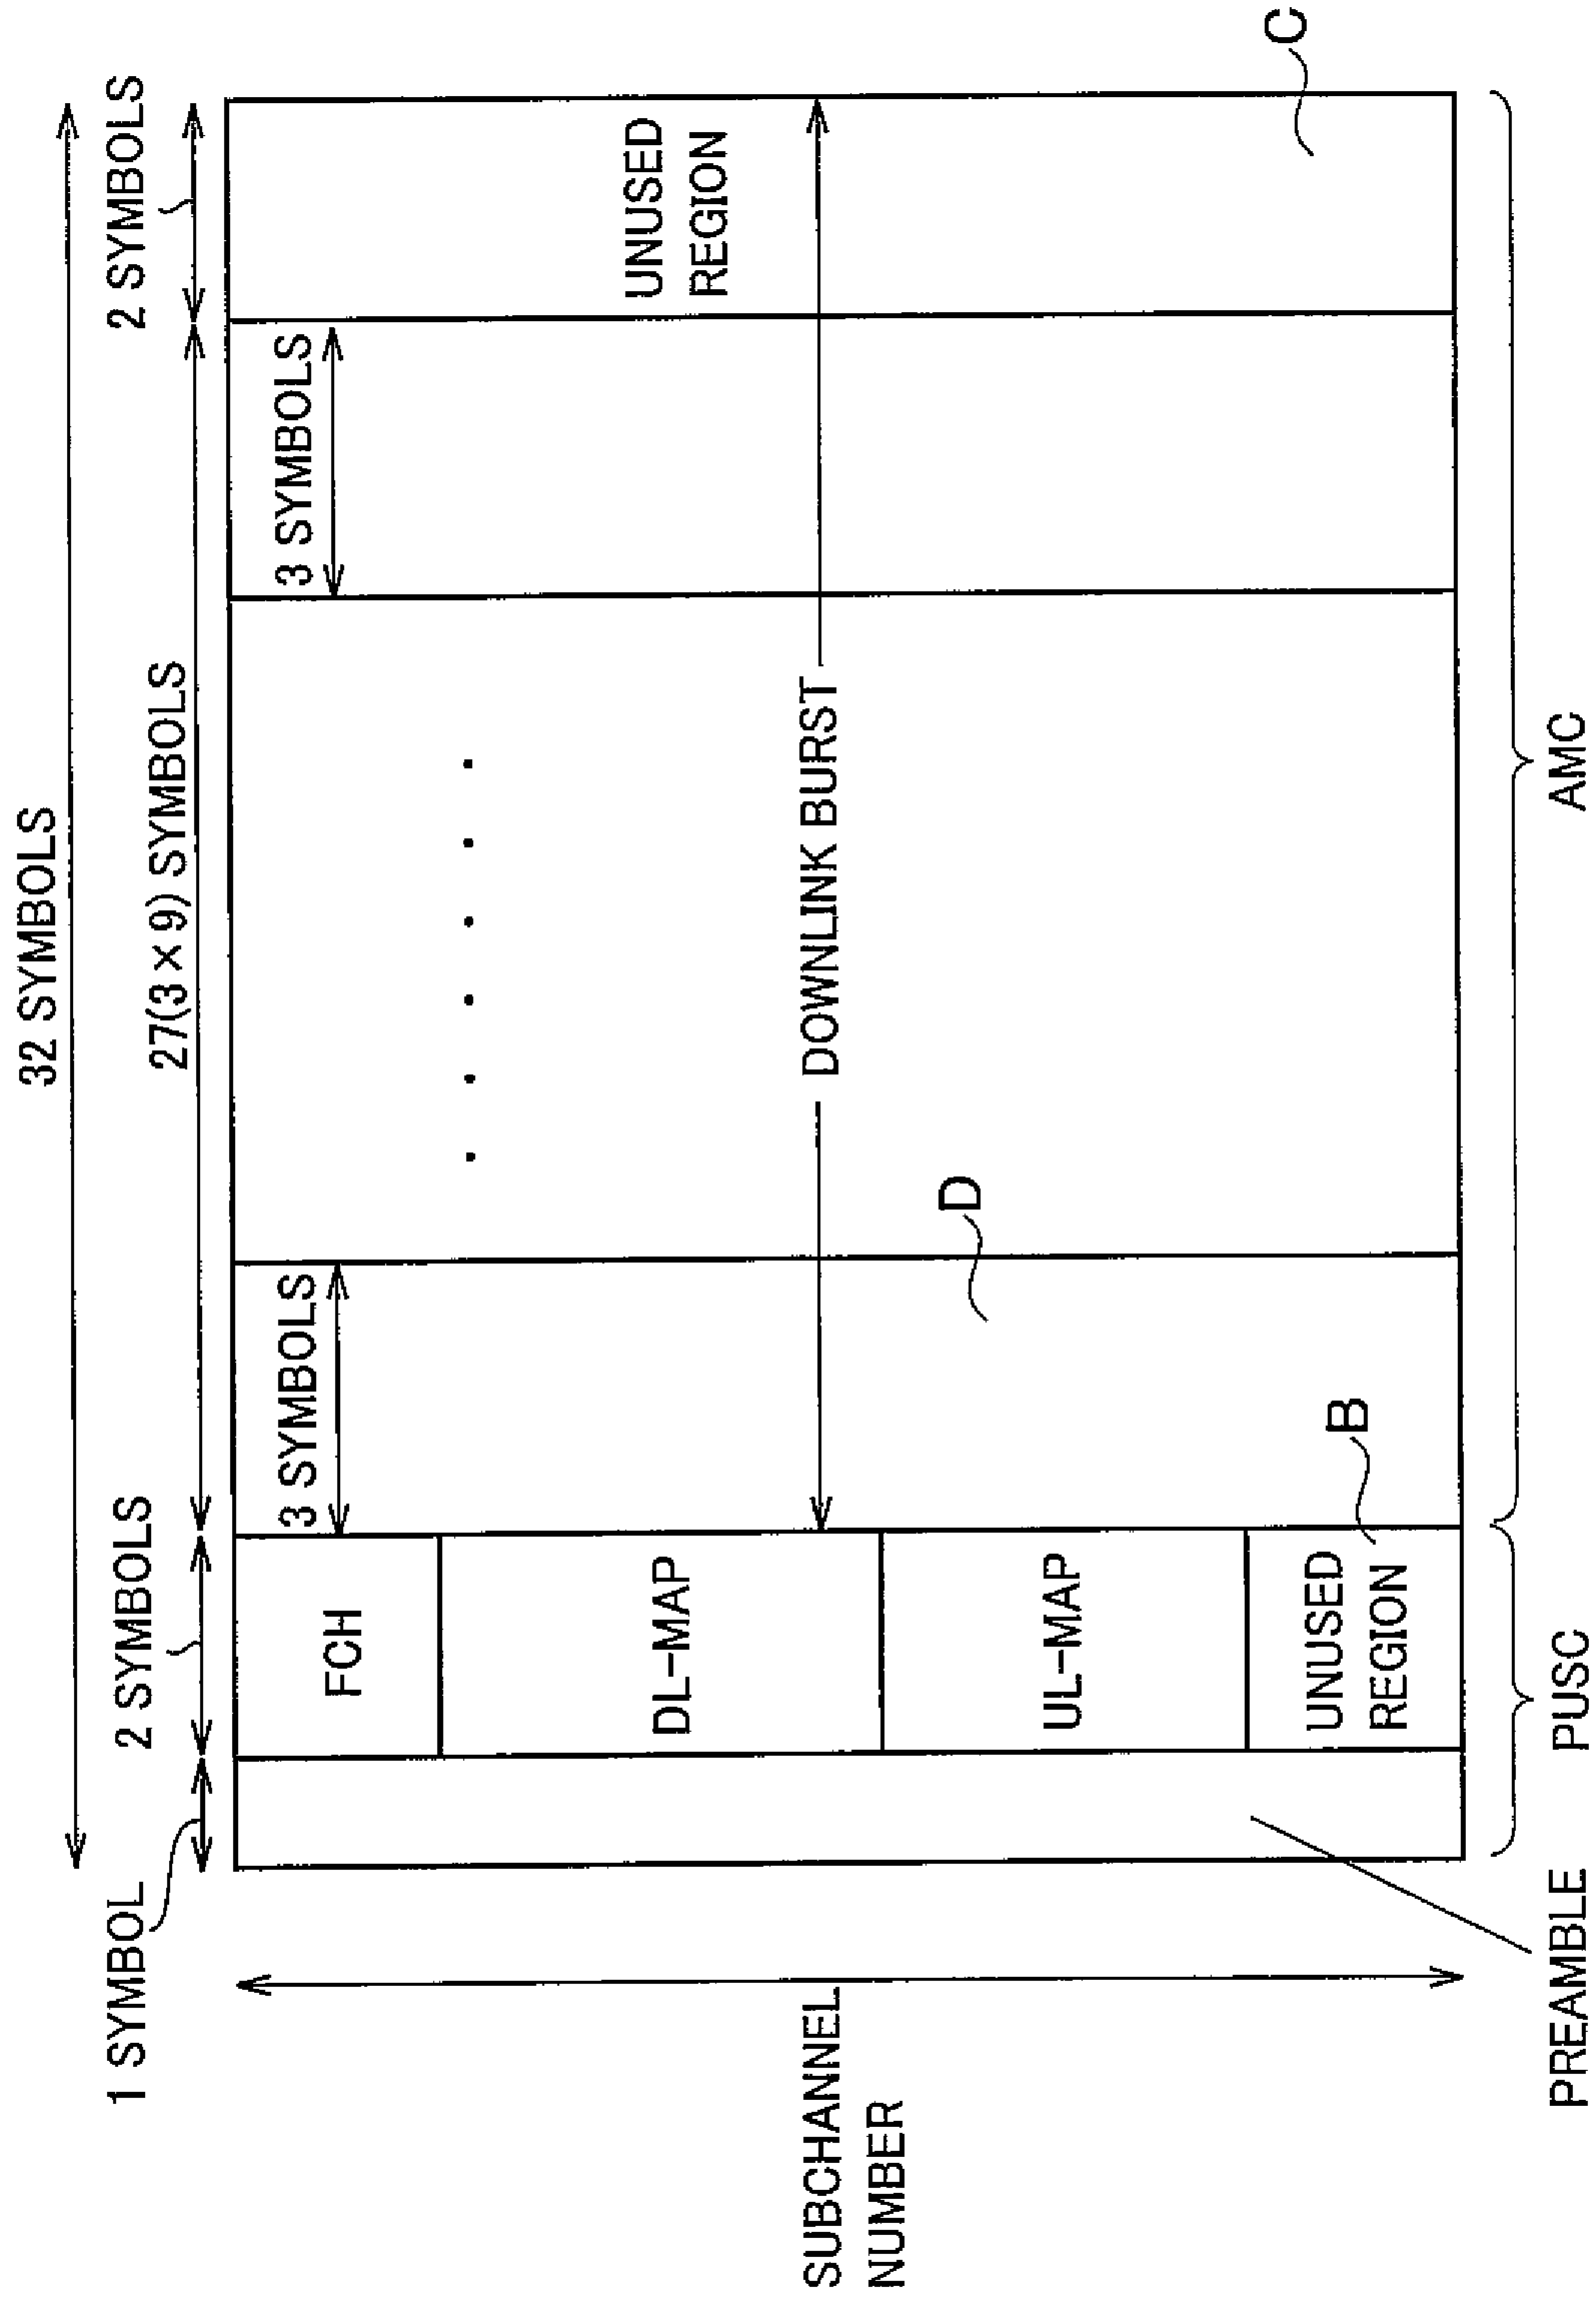 32 SYMBOLS
1 SYMBOL
2 SYMBOLS
27(3 × 9) SYMBOLS
2 SYMBOLS
3 SYMBOLS
3 SYMBOLS
FCH
DL-MAP
UL-MAP
UNUSED
REGION
B
D
DOWNLINK BURST
UNUSED
REGION
C
SUBCHANNEL
NUMBER
PREAMBLE
PUSC
AMC